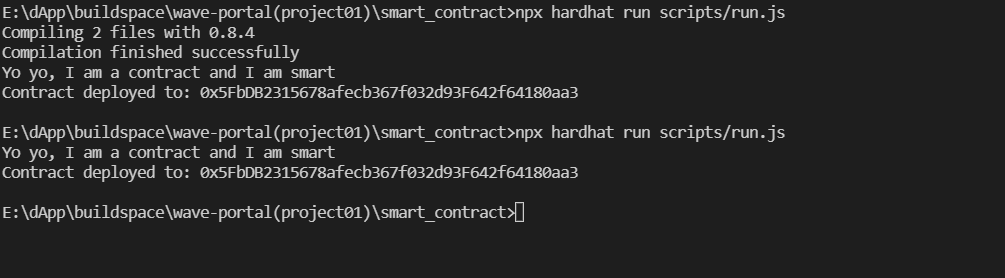 E:\dApp\buildspace\wave-portal(project01)\smart_contract>npx hardhat run scripts/run.js
Compiling 2 files with 0.8.4
Compilation finished successfully
Yo yo, I am a contract and I am smart
Contract deployed to: 0x5FbDB2315678afecb367f032d93F642f64180aa3
E:\dApp\buildspace\wave-portal(project01)\smart_contract>npx hardhat run scripts/run.js
Yo yo, I am a contract and I am smart
Contract deployed to: 0x5FbDB2315678afecb367f032d93F642f64180aa3
E:\dApp\buildspace\wave-portal(project01)\smart_contract>